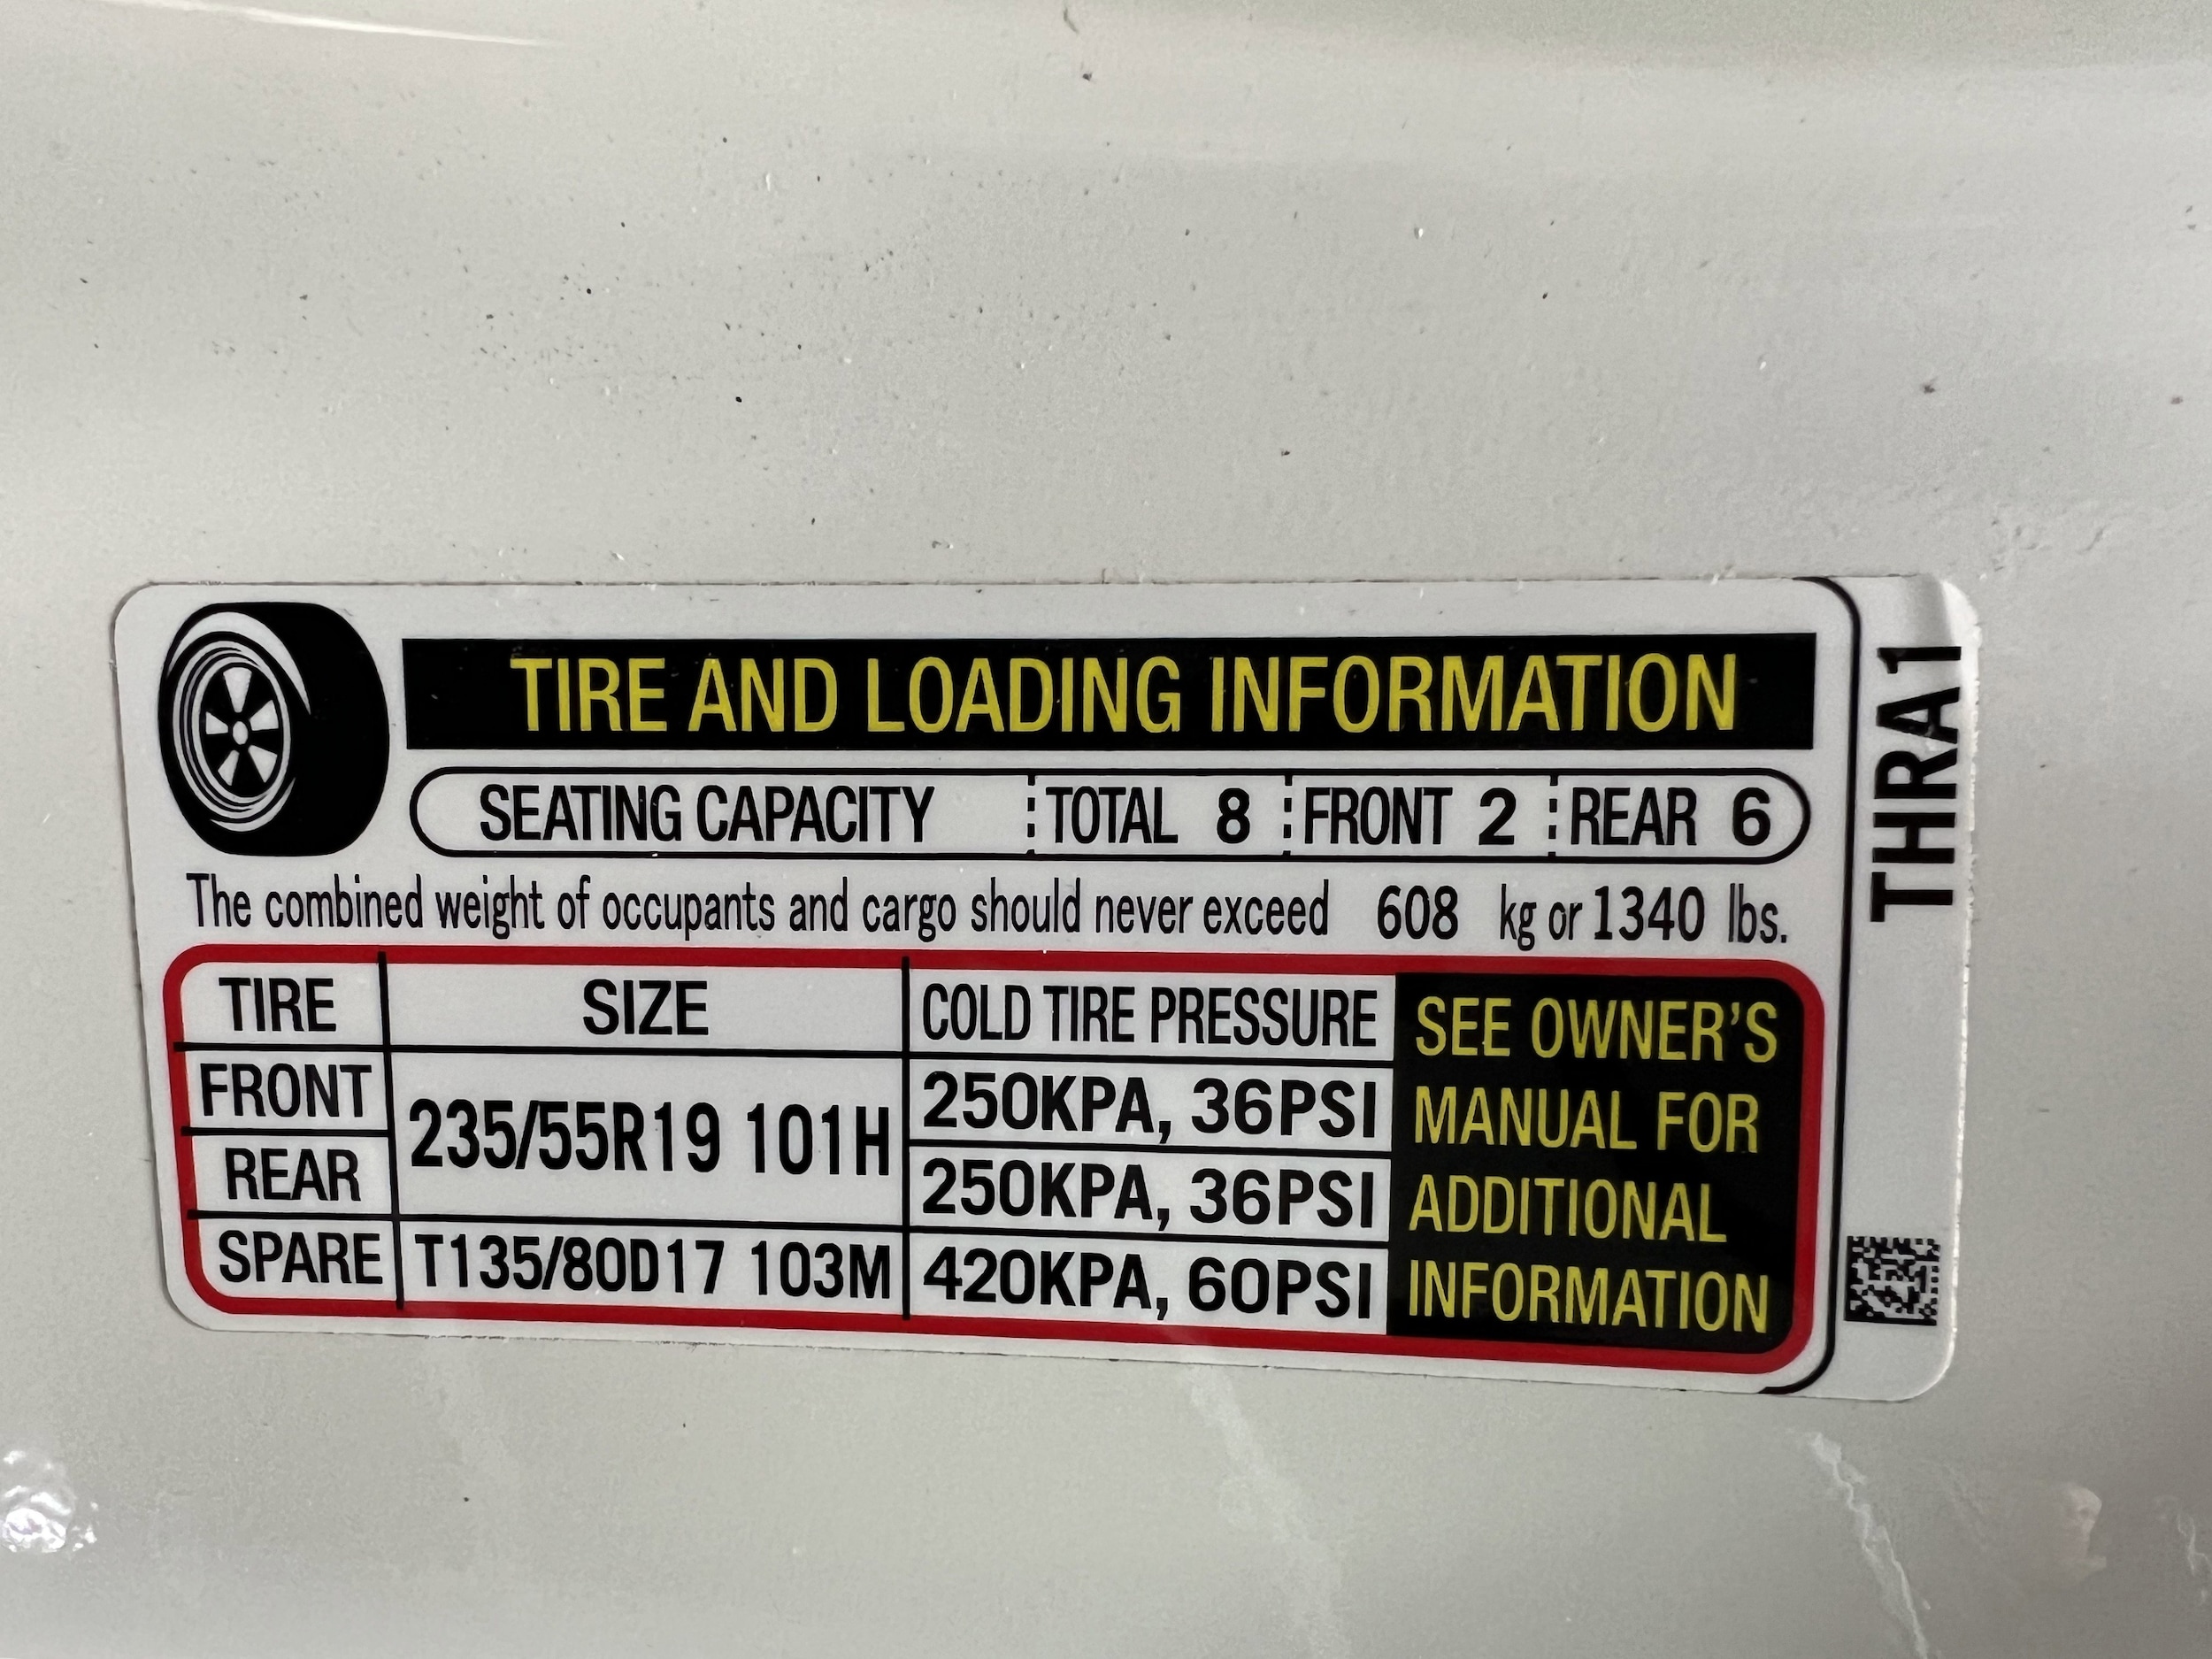 TIRE AND LOADING INFORMATION
SEATING CAPACITY TOTAL 8 FRONT 2 REAR 6
The combined weight of occupants and cargo should never exceed 608 kg or 1340 lbs.
TIRE SIZE COLD TIRE PRESSURE
FRONT 235/55R19 101H 250KPA, 36PSI
REAR 250KPA, 36PSI
SPARE T135/80D17 103M 420KPA, 60PSI
SEE OWNER'S
MANUAL FOR
ADDITIONAL
INFORMATION
THRA1